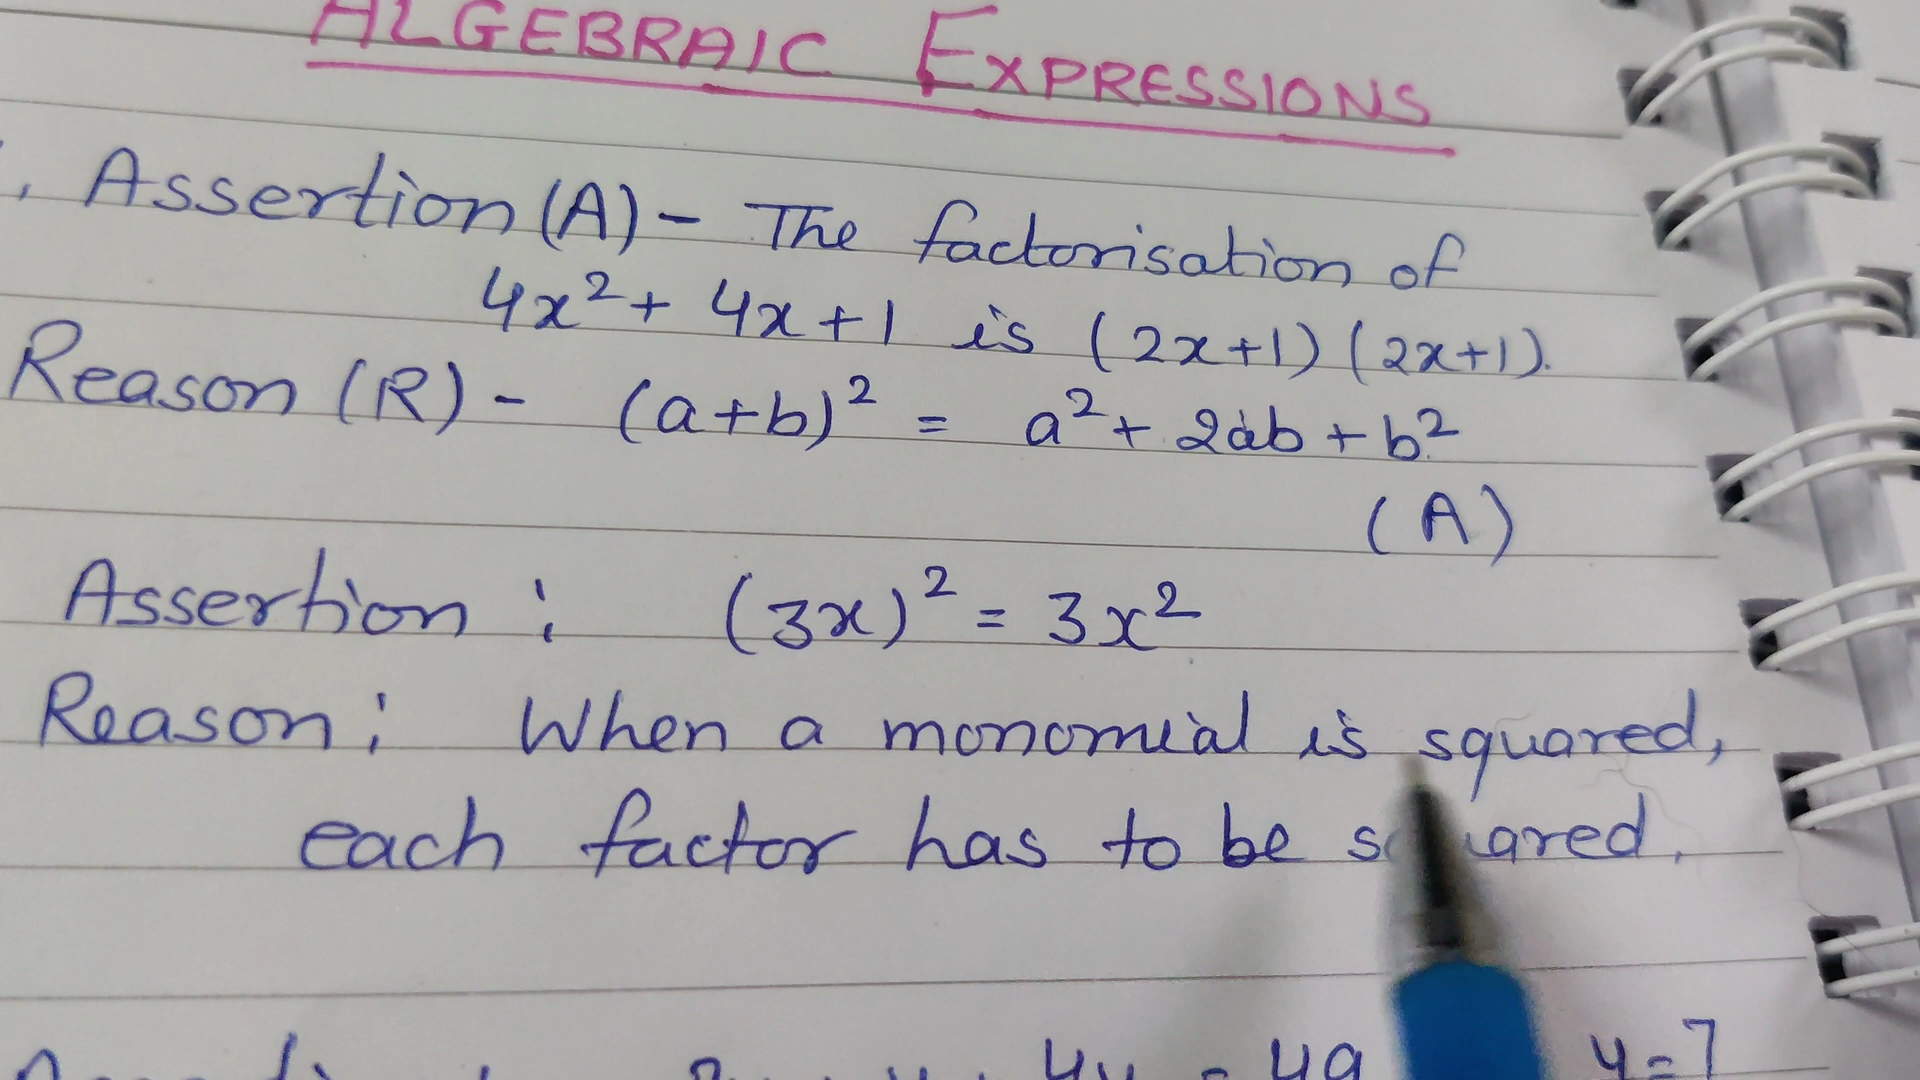 ALGEBRAIC EXPRESSIONS
Assertion (A) - The factorisation of
4x² + 4x + 1 is (2x+1) (2x+1).
Reason (R) - (a+b)² = a² + 2ab + b²
(A)
Assertion : (3x)² = 3x²
Reason : When a monomial is squared,
each factor has to be squared.
y=7